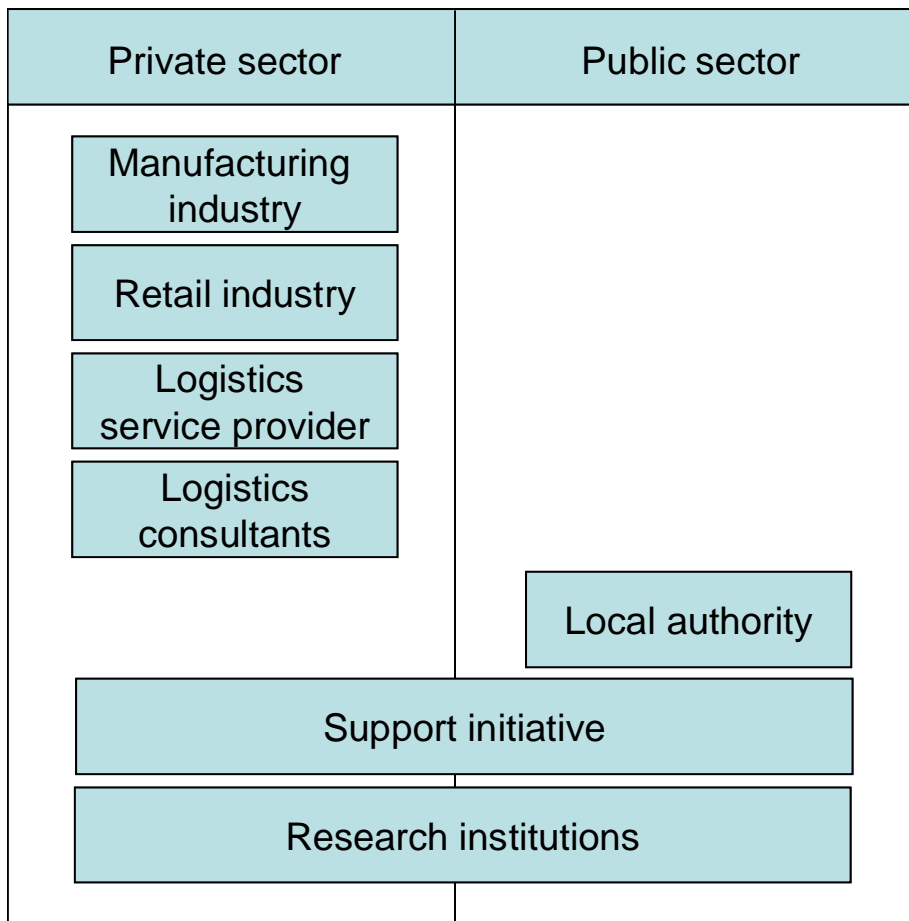 Private sector
Public sector
Manufacturing
industry
Retail industry
Logistics
service provider
Logistics
consultants
Local authority
Support initiative
Research institutions